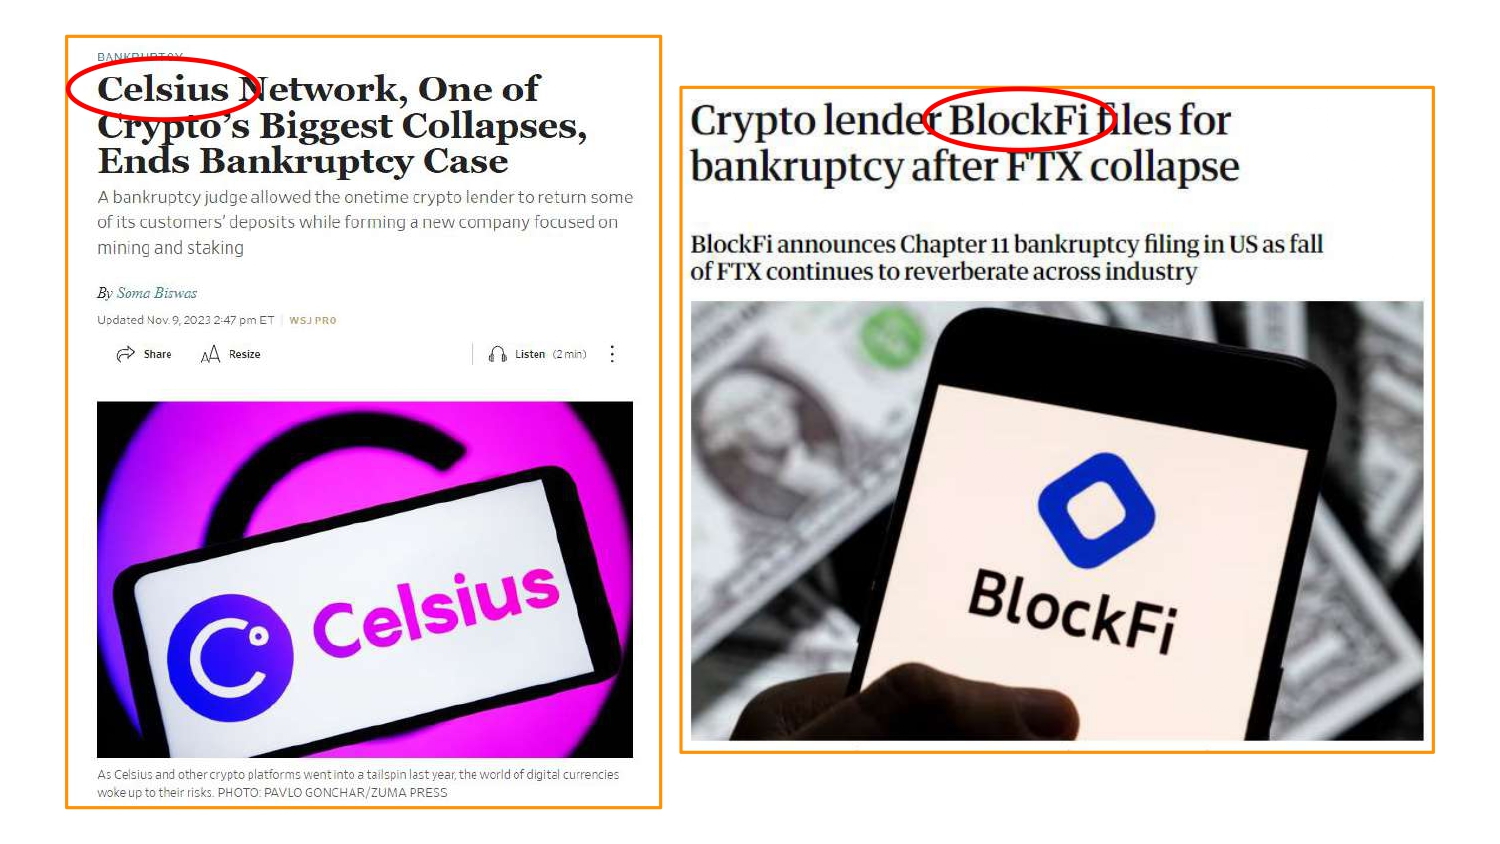 BANKRUPTCY
Celsius Network, One of
Crypto's Biggest Collapses,
Ends Bankruptcy Case
A bankruptcy judge allowed the onetime crypto lender to return some
of its customers' deposits while forming a new company focused on
mining and staking
By Soma Biswas
Updated Nov. 9, 2023 2:47 pm ET | WSJ PRO
Share AA Resize Listen (2 min)
Celsius
As Celsius and other crypto platforms went into a tailspin last year, the world of digital currencies
woke up to their risks. PHOTO: PAVLO GONCHAR/ZUMA PRESS
Crypto lender BlockFi files for
bankruptcy after FTX collapse
BlockFi announces Chapter 11 bankruptcy filing in US as fall
of FTX continues to reverberate across industry
BlockFi